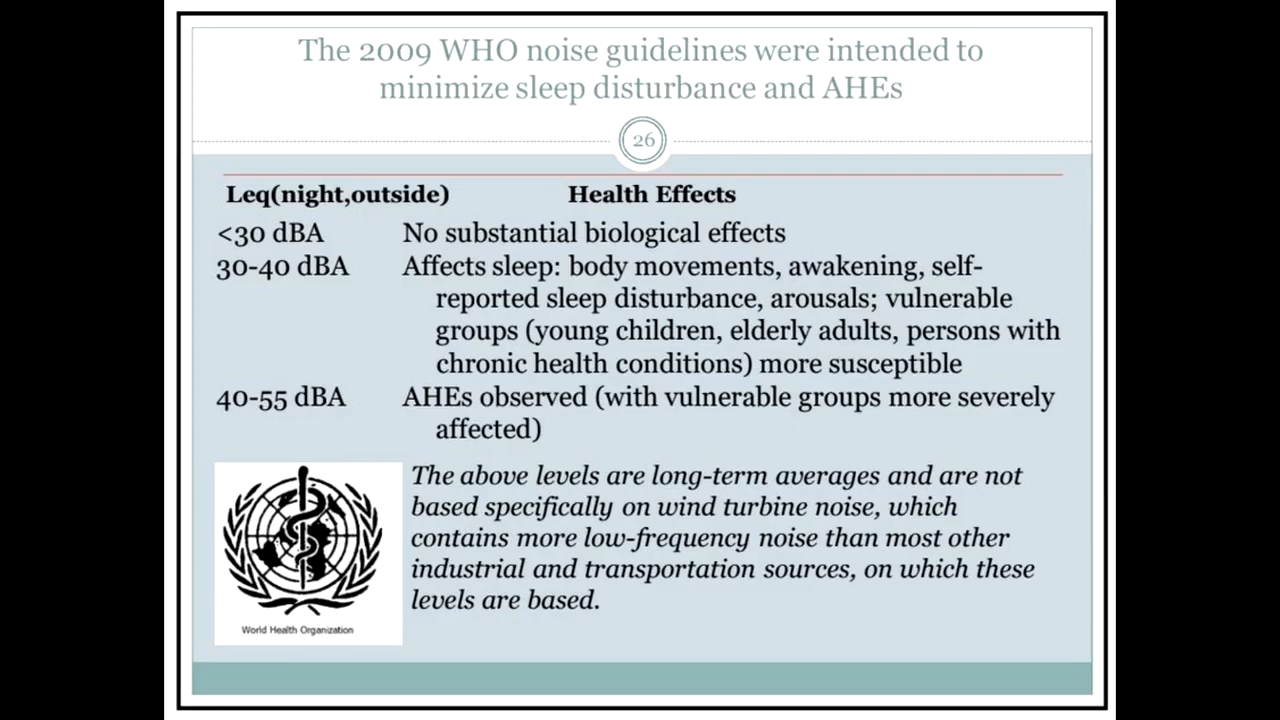 The 2009 WHO noise guidelines were intended to
minimize sleep disturbance and AHEs
26
Leq(night,outside) Health Effects
<30 dBA No substantial biological effects
30-40 dBA Affects sleep: body movements, awakening, self-
reported sleep disturbance, arousals; vulnerable
groups (young children, elderly adults, persons with
chronic health conditions) more susceptible
40-55 dBA AHEs observed (with vulnerable groups more severely
affected)
The above levels are long-term averages and are not
based specifically on wind turbine noise, which
contains more low-frequency noise than most other
industrial and transportation sources, on which these
levels are based.
World Health Organization